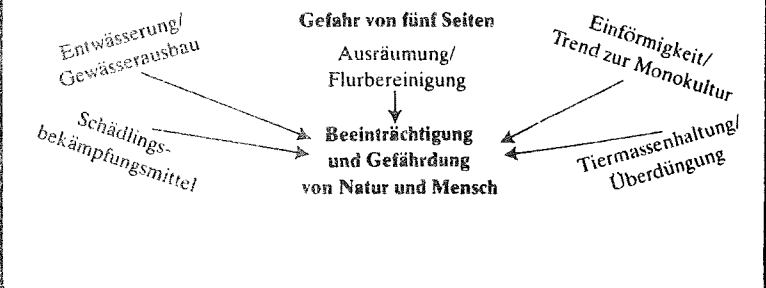 Gefahr von fünf Seiten
Entwässerung/
Gewässerausbau
Ausräumung/
Flurbereinigung
Einförmigkeit/
Trend zur Monokultur
Schädlings-
bekämpfungsmittel
Beeinträchtigung
und Gefährdung
von Natur und Mensch
Tiermassenhaltung/
Überdüngung